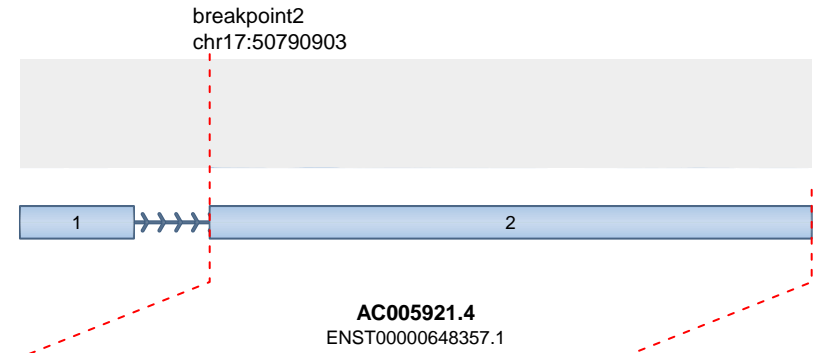 breakpoint2
chr17:50790903
1
2
AC005921.4
ENST00000648357.1